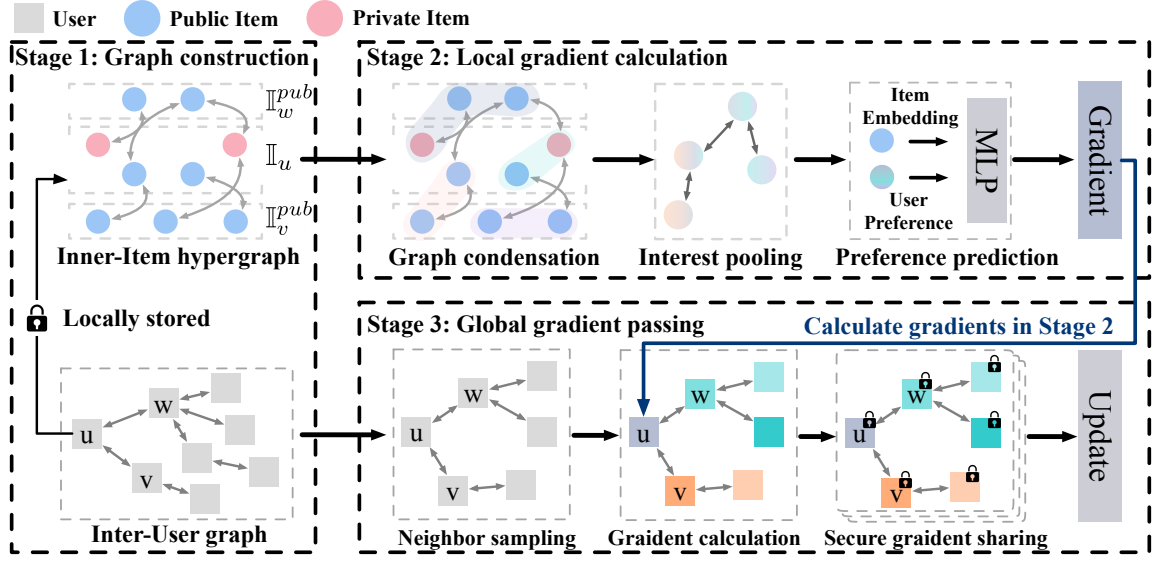 User
Public Item
Private Item
Stage 1: Graph construction
𝕀_w^{pub}
𝕀_u
𝕀_v^{pub}
Inner-Item hypergraph
Locally stored
u
w
v
Inter-User graph
Stage 2: Local gradient calculation
Graph condensation
Interest pooling
Item
Embedding
User
Preference
MLP
Preference prediction
Gradient
Stage 3: Global gradient passing
Calculate gradients in Stage 2
w
u
v
Neighbor sampling
w
u
v
Graident calculation
w
u
v
Secure graident sharing
Update